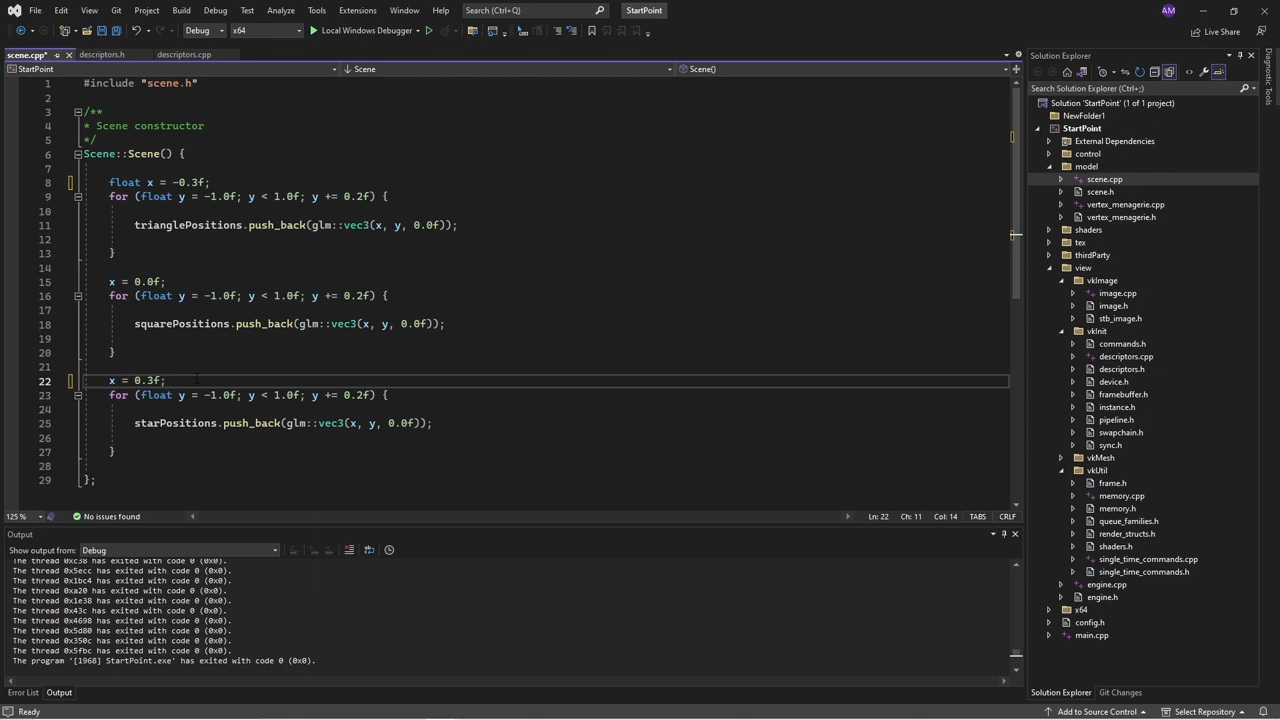 File Edit View Git Project Build Debug Test Analyze Tools Extensions Window Help Search (Ctrl+Q) StartPoint AM
Debug x64 Local Windows Debugger Live Share
scene.cpp* descriptors.h descriptors.cpp
StartPoint Scene Scene()
1 #include "scene.h"
2
3 /**
4 * Scene constructor
5 */
6 Scene::Scene() {
7
8 float x = -0.3f;
9 for (float y = -1.0f; y < 1.0f; y += 0.2f) {
10
11 trianglePositions.push_back(glm::vec3(x, y, 0.0f));
12
13 }
14
15 x = 0.0f;
16 for (float y = -1.0f; y < 1.0f; y += 0.2f) {
17
18 squarePositions.push_back(glm::vec3(x, y, 0.0f));
19
20 }
21
22 x = 0.3f;
23 for (float y = -1.0f; y < 1.0f; y += 0.2f) {
24
25 starPositions.push_back(glm::vec3(x, y, 0.0f));
26
27 }
28
29 };
125 % No issues found Ln: 22 Ch: 11 Col: 14 TABS CRLF
Output
Show output from: Debug
The thread 0xc38 has exited with code 0 (0x0).
The thread 0x5ecc has exited with code 0 (0x0).
The thread 0x1bc4 has exited with code 0 (0x0).
The thread 0xa20 has exited with code 0 (0x0).
The thread 0x1e38 has exited with code 0 (0x0).
The thread 0x43c has exited with code 0 (0x0).
The thread 0x4698 has exited with code 0 (0x0).
The thread 0x5d80 has exited with code 0 (0x0).
The thread 0x350c has exited with code 0 (0x0).
The thread 0x5fbc has exited with code 0 (0x0).
The program '[1968] StartPoint.exe' has exited with code 0 (0x0).
Error List Output
Ready
Solution Explorer
Search Solution Explorer (Ctrl+;)
Solution 'StartPoint' (1 of 1 project)
NewFolder1
StartPoint
External Dependencies
control
model
scene.cpp
scene.h
vertex_menagerie.cpp
vertex_menagerie.h
shaders
tex
thirdParty
view
vkImage
image.cpp
image.h
stb_image.h
vkInit
commands.h
descriptors.cpp
descriptors.h
device.h
framebuffer.h
instance.h
pipeline.h
swapchain.h
sync.h
vkMesh
vkUtil
frame.h
memory.cpp
memory.h
queue_families.h
render_structs.h
shaders.h
single_time_commands.cpp
single_time_commands.h
engine.cpp
engine.h
x64
config.h
main.cpp
Solution Explorer Git Changes
Add to Source Control Select Repository
Diagnostic Tools